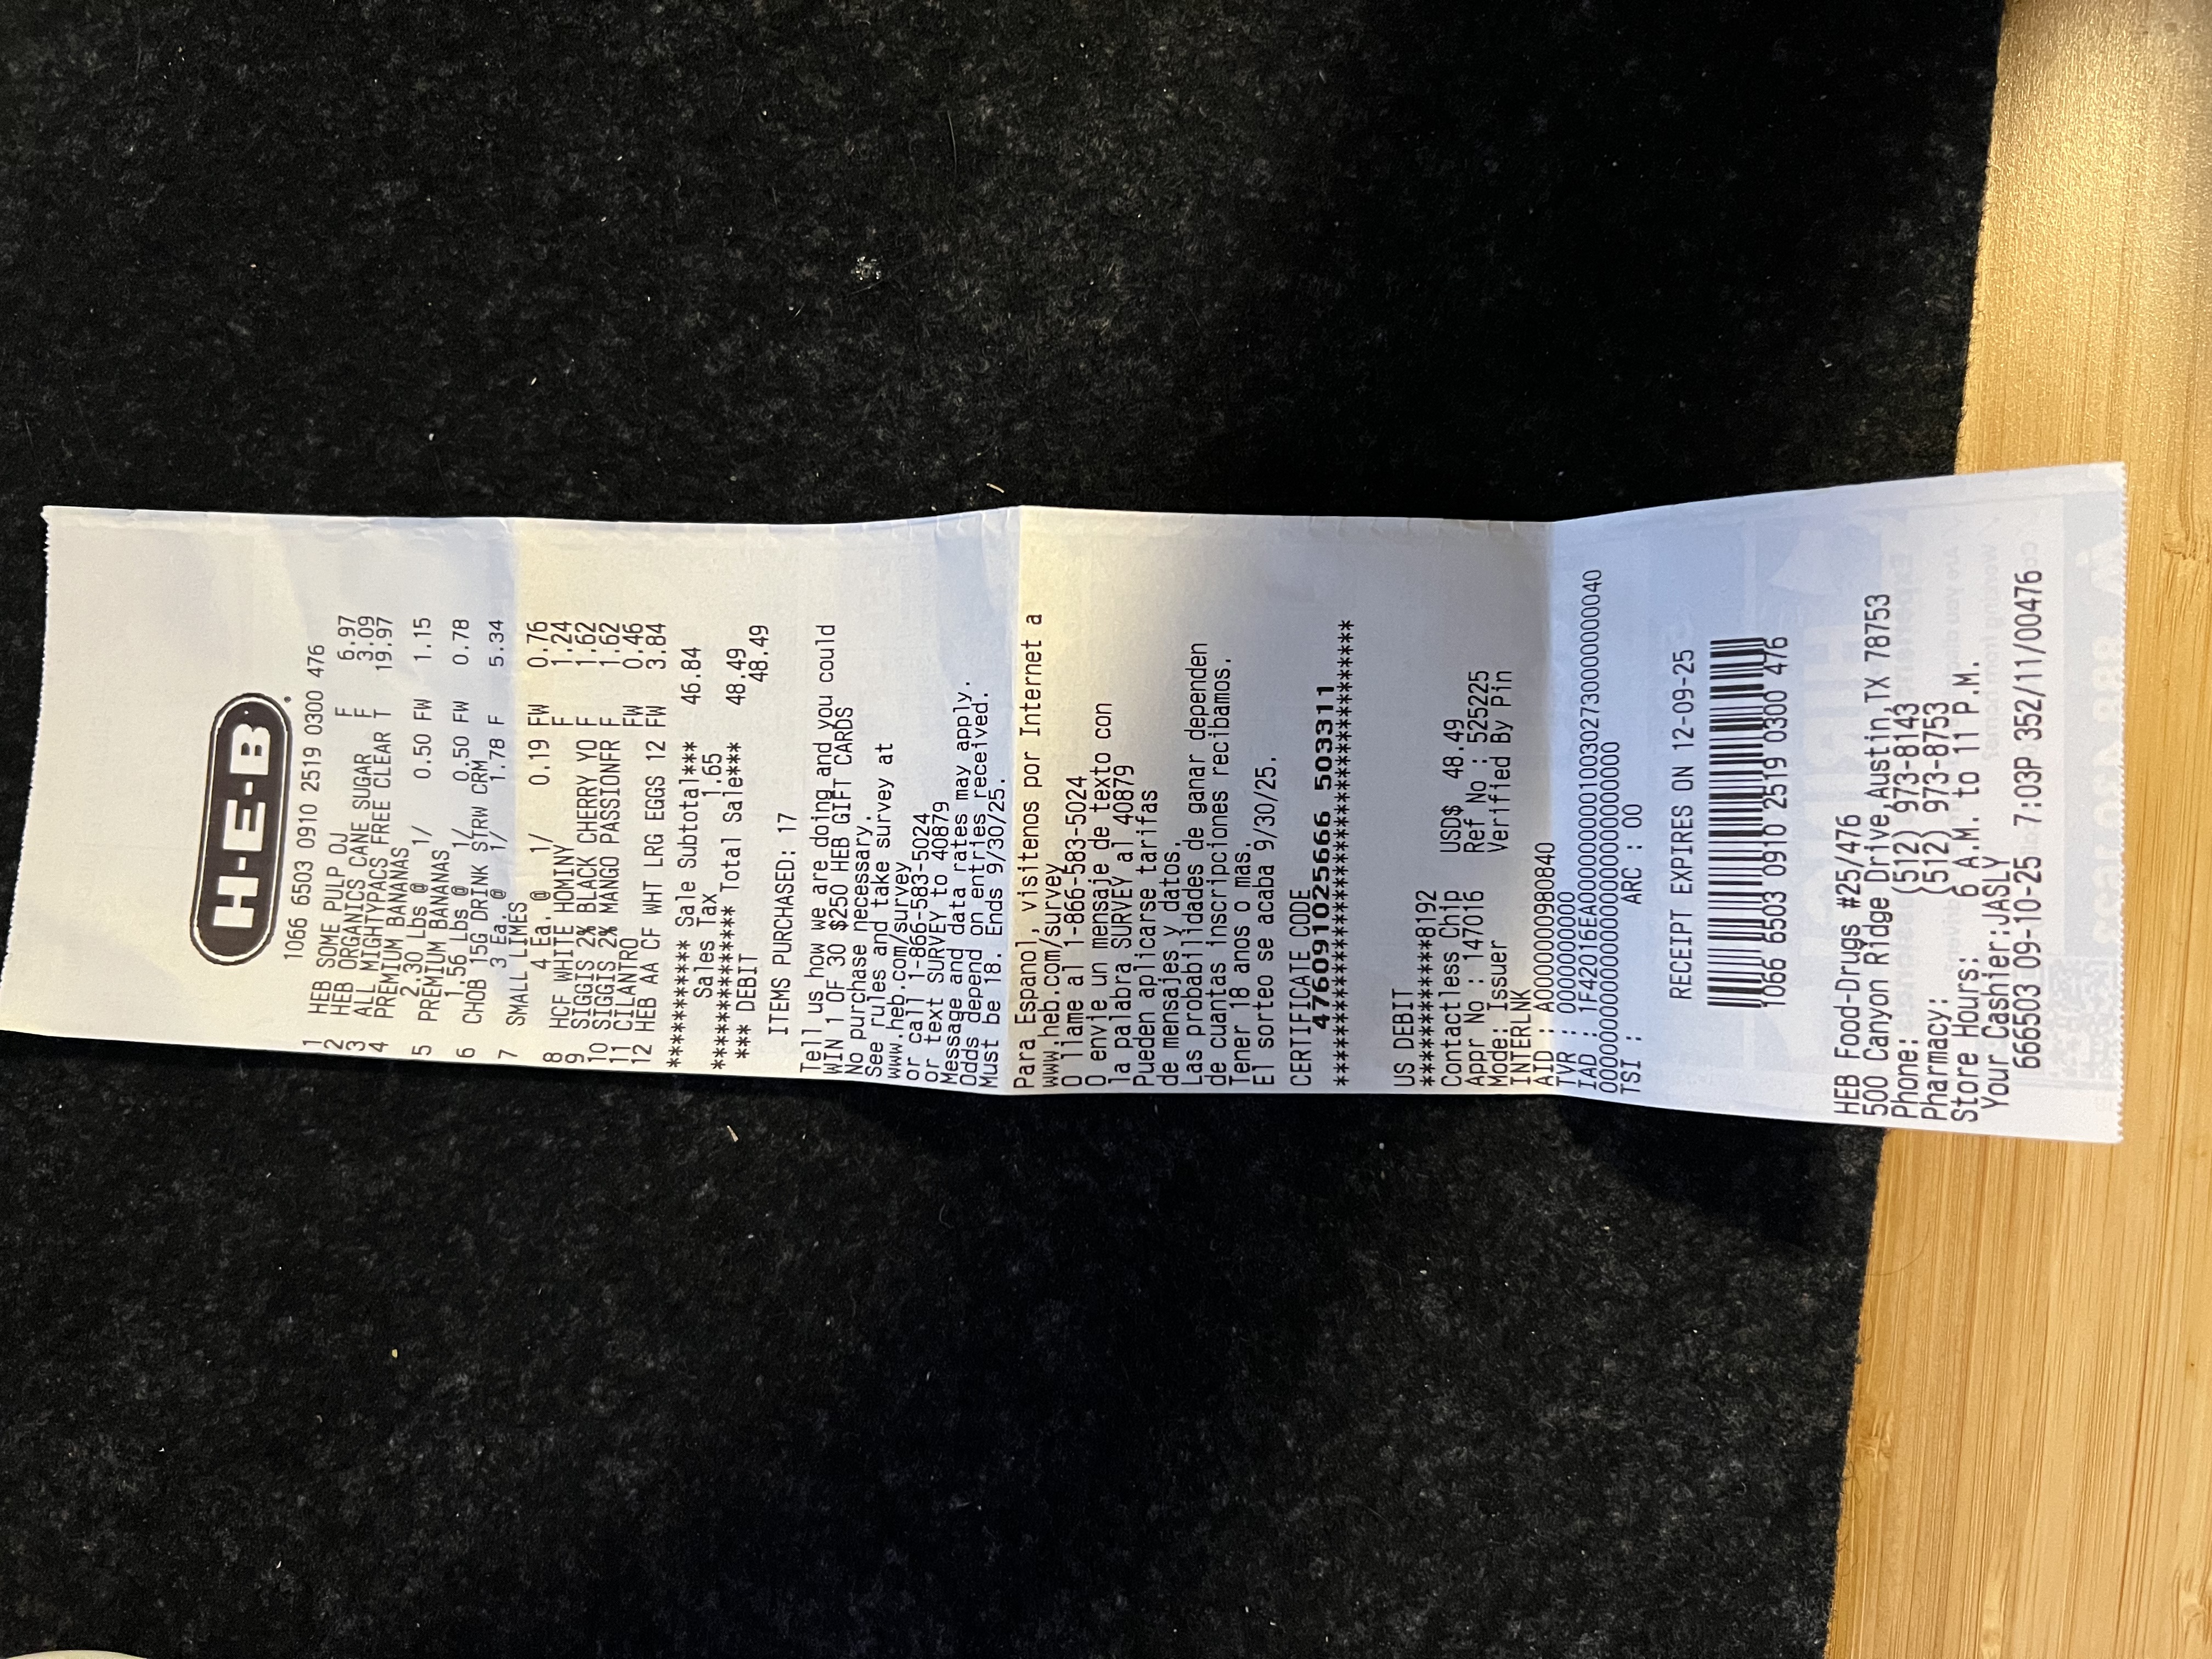 H-E-B
1066 6503 0910 2519 0300 476
1 HEB SOME PULP OJ F 6.97
2 HEB ORGANICS CANE SUGAR F 3.09
3 ALL MIGHTYPACS FREE CLEAR T 19.97
4 PREMIUM BANANAS
2.30 Lbs @ 1/ 0.50 FW 1.15
5 PREMIUM BANANAS
1.56 Lbs @ 1/ 0.50 FW 0.78
6 CHOB 15G DRINK STRW CRM
3 Ea. @ 1/ 1.78 F 5.34
7 SMALL LIMES
4 Ea. @ 1/ 0.19 FW 0.76
8 HCF WHITE HOMINY F 1.24
9 SIGGIS 2% BLACK CHERRY YO F 1.62
10 SIGGIS 2% MANGO PASSIONFR F 1.62
11 CILANTRO FW 0.46
12 HEB AA CF WHT LRG EGGS 12 FW 3.84
*********** Sale Subtotal*** 46.84
Sales Tax 1.65
*********** Total Sale*** 48.49
*** DEBIT 48.49
ITEMS PURCHASED: 17
Tell us how we are doing and you could
WIN 1 OF 30 $250 HEB GIFT CARDS
No purchase necessary.
See rules and take survey at
www.heb.com/survey
or call 1-866-583-5024
or text SURVEY to 40879
Message and data rates may apply.
Odds depend on entries received.
Must be 18. Ends 9/30/25.
Para Espanol, visitenos por Internet a
www.heb.com/survey
O llame al 1-866-583-5024
O envie un mensaje de texto con
la palabra SURVEY al 40879
Pueden aplicarse tarifas
de mensajes y datos.
Las probabilidades de ganar dependen
de cuantas inscripciones recibamos.
Tener 18 anos o mas.
El sorteo se acaba 9/30/25.
CERTIFICATE CODE
476091025666 503311
**************************************
US DEBIT
************8192
Contactless Chip USD$ 48.49
Appr No : 147016 Ref No : 525225
Mode: Issuer Verified By Pin
INTERLINK
AID : A0000000980840
TVR : 0000000000
TSI : ARC : 00
RECEIPT EXPIRES ON 12-09-25
1066 6503 0910 2519 0300 476
HEB Food-Drugs #25/476
500 Canyon Ridge Drive,Austin,TX 78753
Phone: (512) 973-8143
Pharmacy: (512) 973-8753
Store Hours: 6 A.M. to 11 P.M.
Your Cashier:JASLY
666503 09-10-25 7:03P 352/11/00476